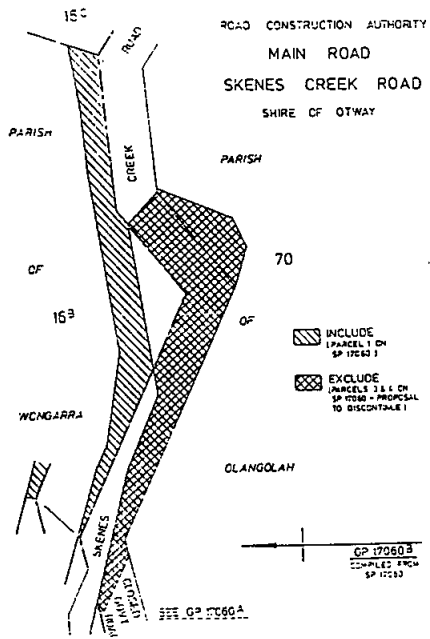 ROAD CONSTRUCTION AUTHORITY
MAIN ROAD
SKENES CREEK ROAD
SHIRE OF OTWAY
15C
ROAD
CREEK
PARISH
PARISH
OF
16B
70
OF
INCLUDE
(PARCEL 1 ON
SP 17060)
EXCLUDE
(PARCELS 3 & 4 ON
SP 17060 - PROPOSAL
TO DISCONTINUE)
WONGARRA
OLANGOLAH
SKENES
GP 17060B
COMPILED FROM
SP 17060
SEE GP 17060A